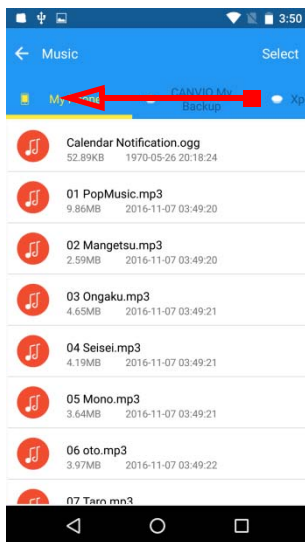 3:50
Music
Select
My Phone
CANVIO My
Backup
Xp
Calendar Notification.ogg
52.89KB 1970-05-26 20:18:24
01 PopMusic.mp3
9.86MB 2016-11-07 03:49:20
02 Mangetsu.mp3
2.59MB 2016-11-07 03:49:20
03 Ongaku.mp3
4.65MB 2016-11-07 03:49:21
04 Seisei.mp3
4.19MB 2016-11-07 03:49:21
05 Mono.mp3
3.64MB 2016-11-07 03:49:21
06 oto.mp3
3.97MB 2016-11-07 03:49:22
07 Taro.mp3